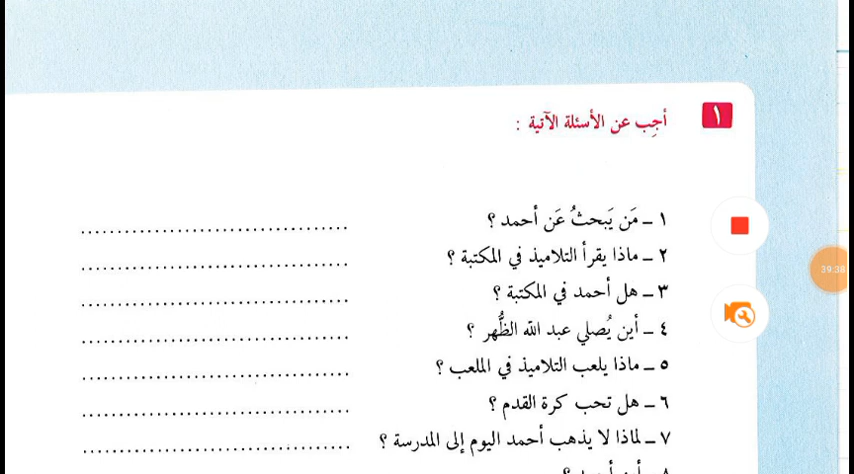 ١
أجِب عن الأسئلة الآتية :
١ ـ مَن يَبحثُ عَن أحمد ؟ ....................................
٢ ـ ماذا يقرأ التلاميذ في المكتبة ؟ ....................................
٣ ـ هل أحمد في المكتبة ؟ ....................................
٤ ـ أين يُصلي عبد الله الظُّهر ؟ ....................................
٥ ـ ماذا يلعب التلاميذ في الملعب ؟ ....................................
٦ ـ هل تحب كرة القدم ؟ ....................................
٧ ـ لماذا لا يذهب أحمد اليوم إلى المدرسة ؟ ....................................
39:38